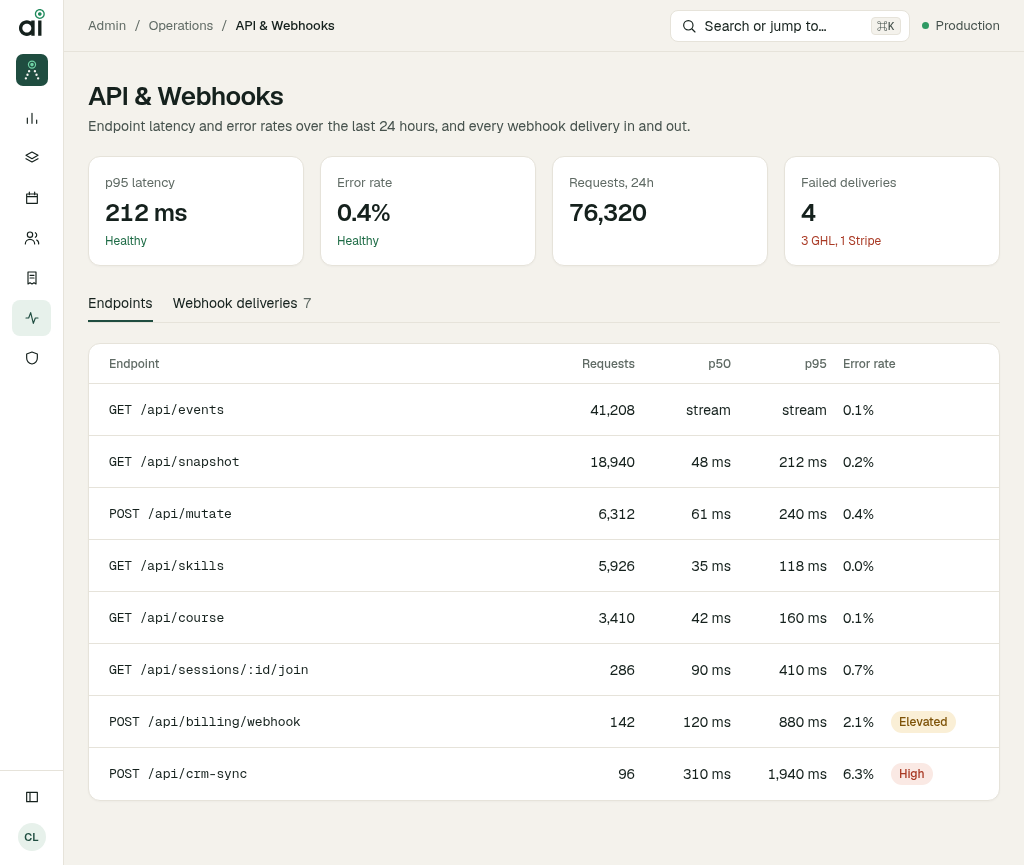 ai
Admin / Operations / API & Webhooks
Search or jump to… ⌘K
Production
API & Webhooks
Endpoint latency and error rates over the last 24 hours, and every webhook delivery in and out.
p95 latency
212 ms
Healthy
Error rate
0.4%
Healthy
Requests, 24h
76,320
Failed deliveries
4
3 GHL, 1 Stripe
Endpoints Webhook deliveries 7
Endpoint Requests p50 p95 Error rate
GET /api/events 41,208 stream stream 0.1%
GET /api/snapshot 18,940 48 ms 212 ms 0.2%
POST /api/mutate 6,312 61 ms 240 ms 0.4%
GET /api/skills 5,926 35 ms 118 ms 0.0%
GET /api/course 3,410 42 ms 160 ms 0.1%
GET /api/sessions/:id/join 286 90 ms 410 ms 0.7%
POST /api/billing/webhook 142 120 ms 880 ms 2.1% Elevated
POST /api/crm-sync 96 310 ms 1,940 ms 6.3% High
CL